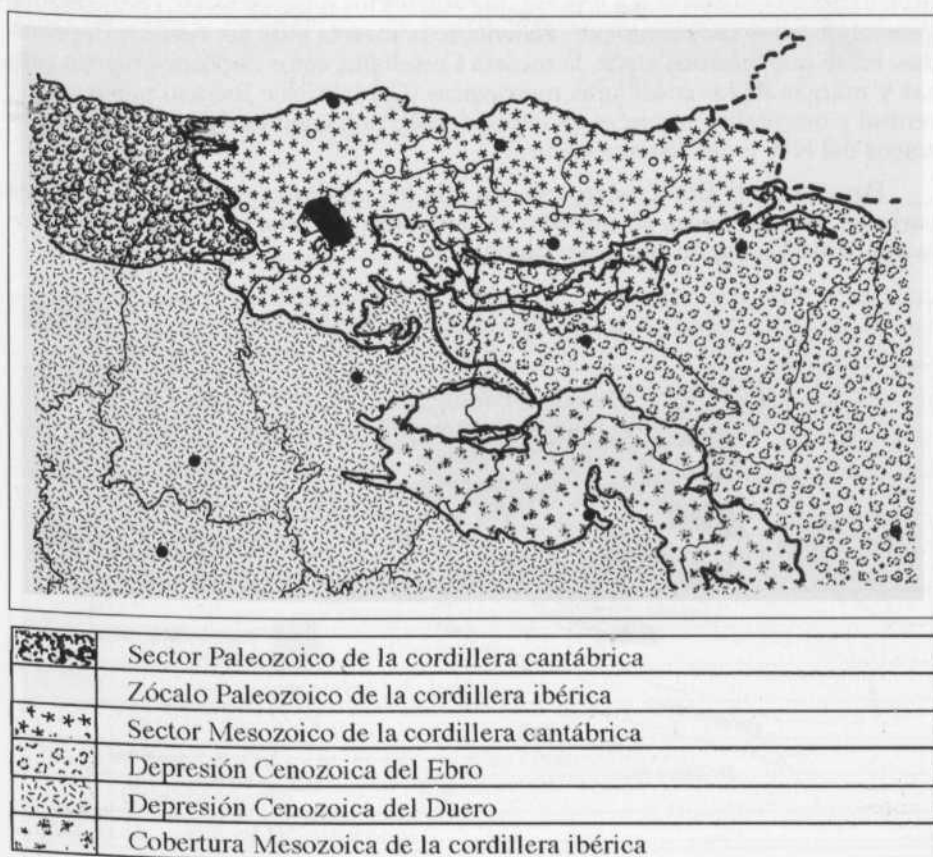 Sector Paleozoico de la cordillera cantábrica
Zócalo Paleozoico de la cordillera ibérica
Sector Mesozoico de la cordillera cantábrica
Depresión Cenozoica del Ebro
Depresión Cenozoica del Duero
Cobertura Mesozoica de la cordillera ibérica